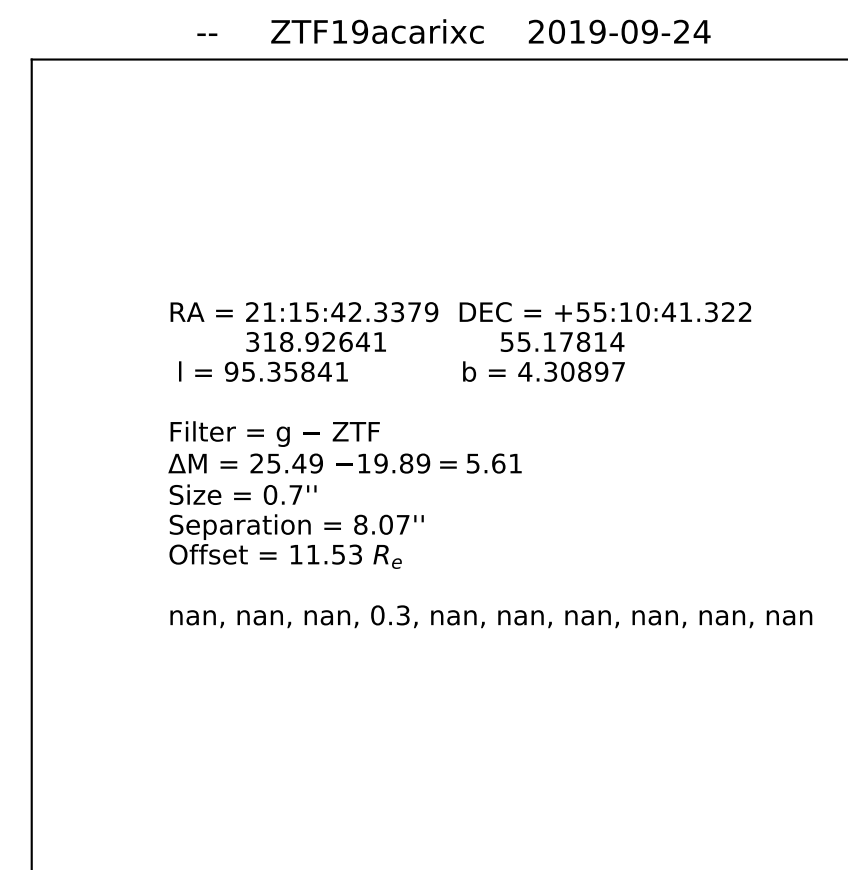 -- ZTF19acarixc 2019-09-24
RA = 21:15:42.3379 DEC = +55:10:41.322
318.92641 55.17814
l = 95.35841 b = 4.30897
Filter = g − ZTF
ΔM = 25.49 −19.89 = 5.61
Size = 0.7''
Separation = 8.07''
Offset = 11.53 Rₑ
nan, nan, nan, 0.3, nan, nan, nan, nan, nan, nan